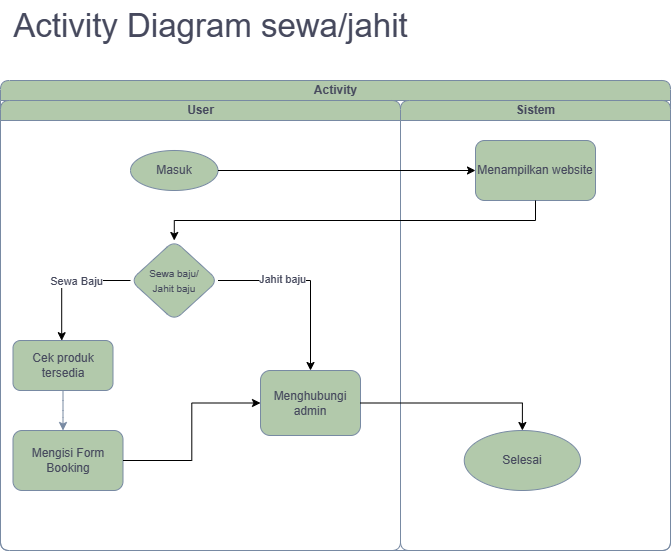 Activity Diagram sewa/jahit
Activity
User
Sistem
Masuk
Menampilkan website
Sewa baju/
Jahit baju
Sewa Baju
Jahit baju
Cek produk
tersedia
Menghubungi
admin
Mengisi Form
Booking
Selesai